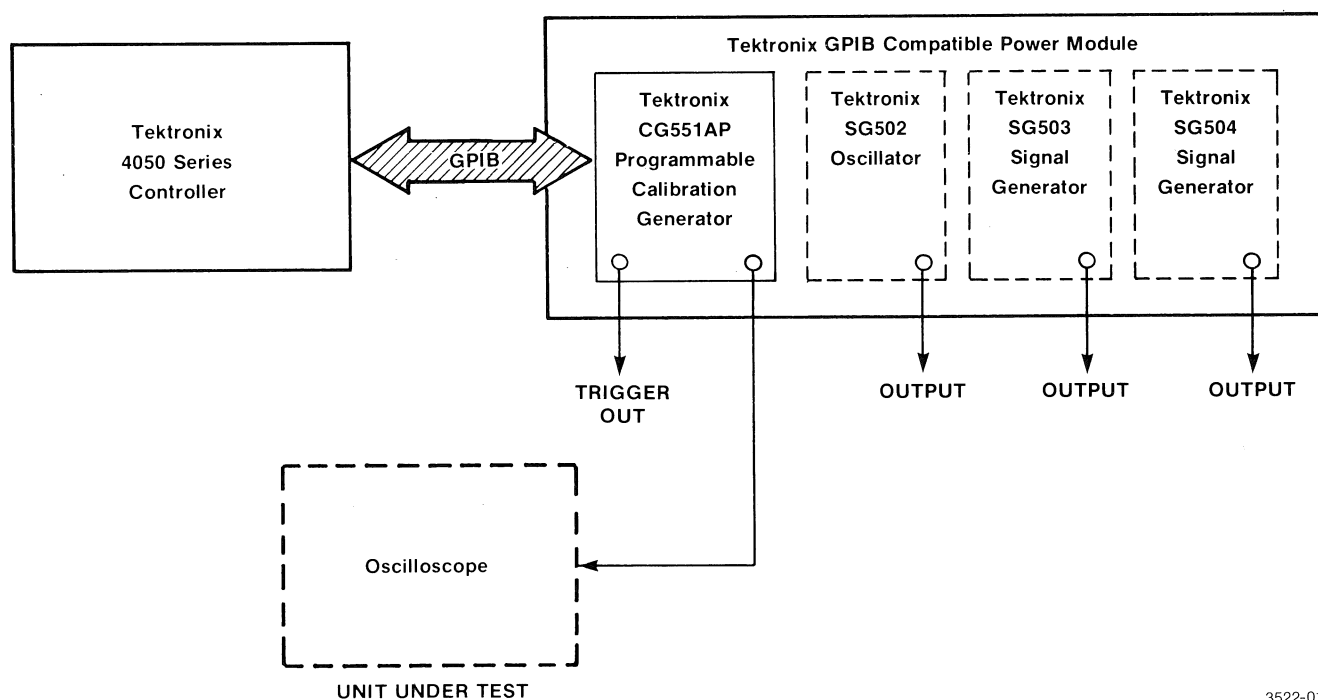 Tektronix GPIB Compatible Power Module
Tektronix
4050 Series
Controller
GPIB
Tektronix
CG551AP
Programmable
Calibration
Generator
Tektronix
SG502
Oscillator
Tektronix
SG503
Signal
Generator
Tektronix
SG504
Signal
Generator
TRIGGER
OUT
OUTPUT
OUTPUT
OUTPUT
Oscilloscope
UNIT UNDER TEST